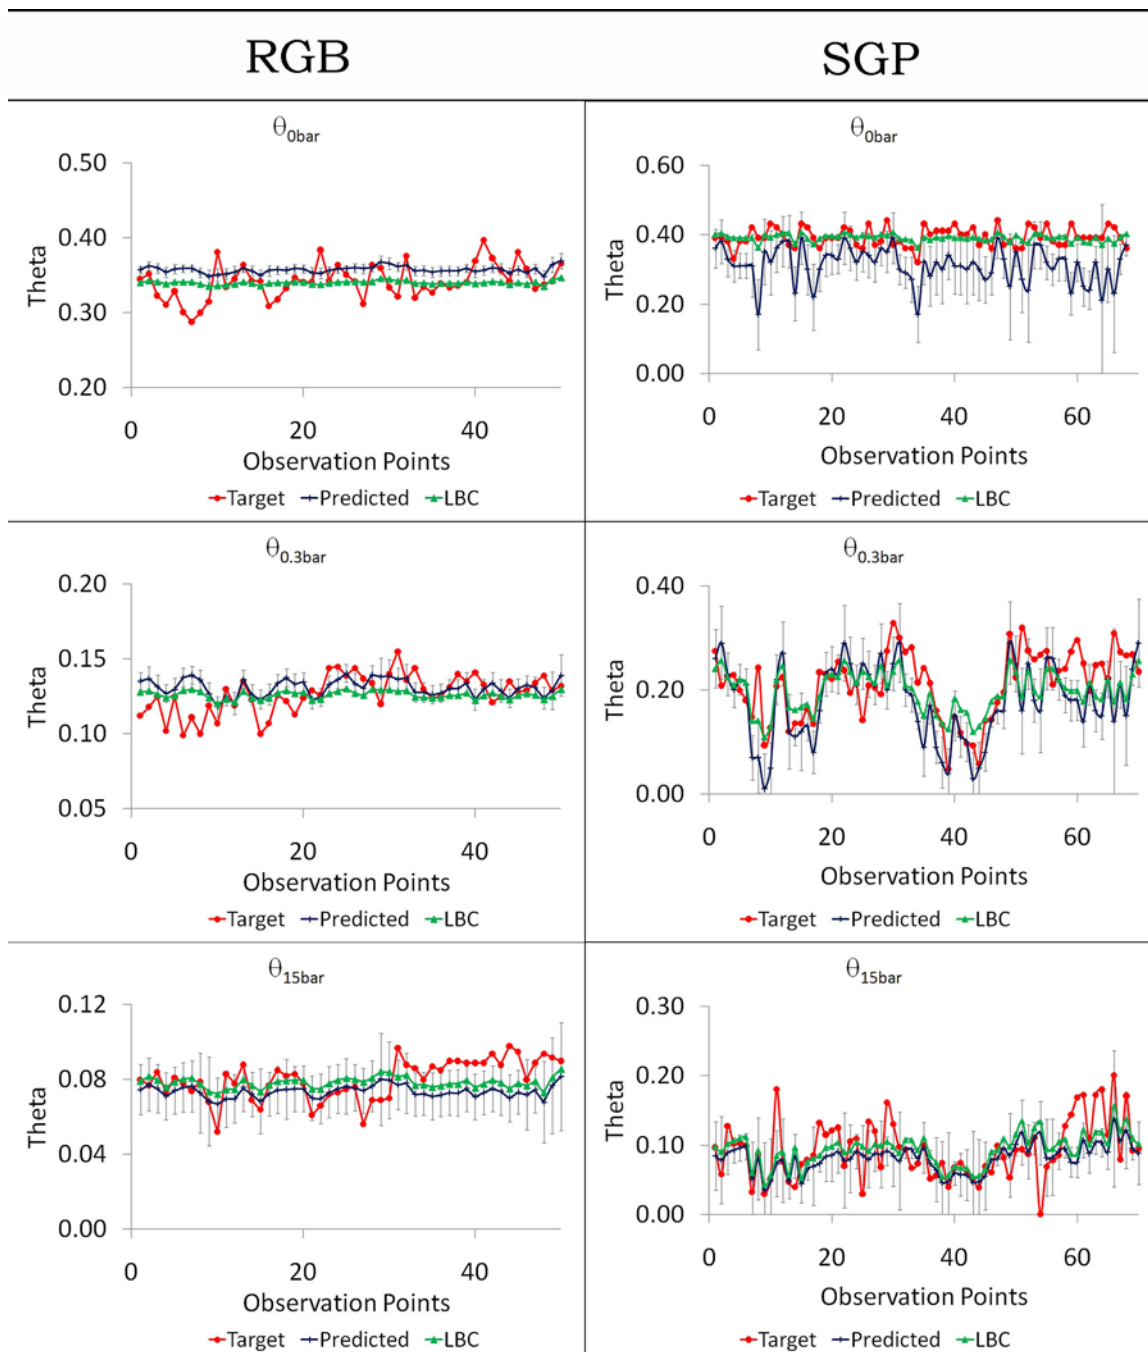 RGB SGP
θ0bar
0.50
0.40
0.30
0.20
Theta
0 20 40
Observation Points
Target Predicted LBC
θ0bar
0.60
0.40
0.20
0.00
Theta
0 20 40 60
Observation Points
Target Predicted LBC
θ0.3bar
0.20
0.15
0.10
0.05
Theta
0 20 40
Observation Points
Target Predicted LBC
θ0.3bar
0.40
0.20
0.00
Theta
0 20 40 60
Observation Points
Target Predicted LBC
θ15bar
0.12
0.08
0.04
0.00
Theta
0 20 40
Observation Points
Target Predicted LBC
θ15bar
0.30
0.20
0.10
0.00
Theta
0 20 40 60
Observation Points
Target Predicted LBC